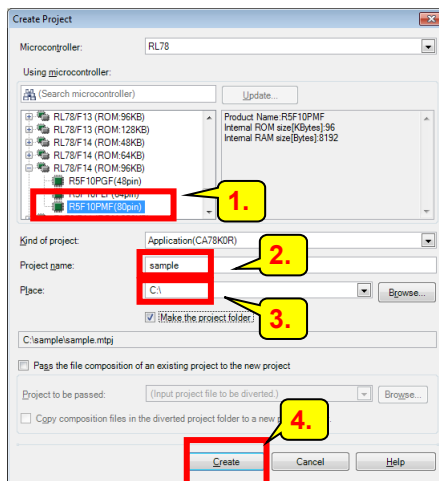 Create Project
Microcontroller: RL78
Using microcontroller:
(Search microcontroller) Update...
RL78/F13 (ROM:96KB)
RL78/F13 (ROM:128KB)
RL78/F14 (ROM:48KB)
RL78/F14 (ROM:64KB)
RL78/F14 (ROM:96KB)
R5F10PGF(48pin)
R5F10PMF(80pin)
Product Name:R5F10PMF
Internal ROM size[KBytes]:96
Internal RAM size[Bytes]:8192
1.
Kind of project: Application(CA78K0R)
2.
Project name: sample
Place: C:\ Browse...
3.
Make the project folder
C:\sample\sample.mtpj
Pass the file composition of an existing project to the new project
Project to be passed: (Input project file to be diverted.) Browse...
Copy composition files in the diverted project folder to a new
4.
Create Cancel Help